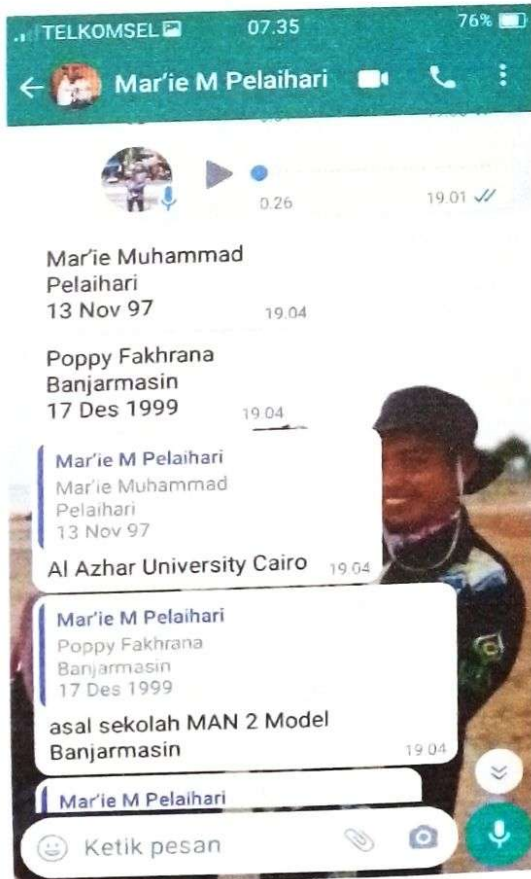 TELKOMSEL 07.35 76%
Mar'ie M Pelaihari
0.26 19.01
Mar'ie Muhammad
Pelaihari
13 Nov 97 19.04
Poppy Fakhrana
Banjarmasin
17 Des 1999 19.04
Mar'ie M Pelaihari
Mar'ie Muhammad
Pelaihari
13 Nov 97
Al Azhar University Cairo 19.04
Mar'ie M Pelaihari
Poppy Fakhrana
Banjarmasin
17 Des 1999
asal sekolah MAN 2 Model
Banjarmasin 19.04
Mar'ie M Pelaihari
Ketik pesan